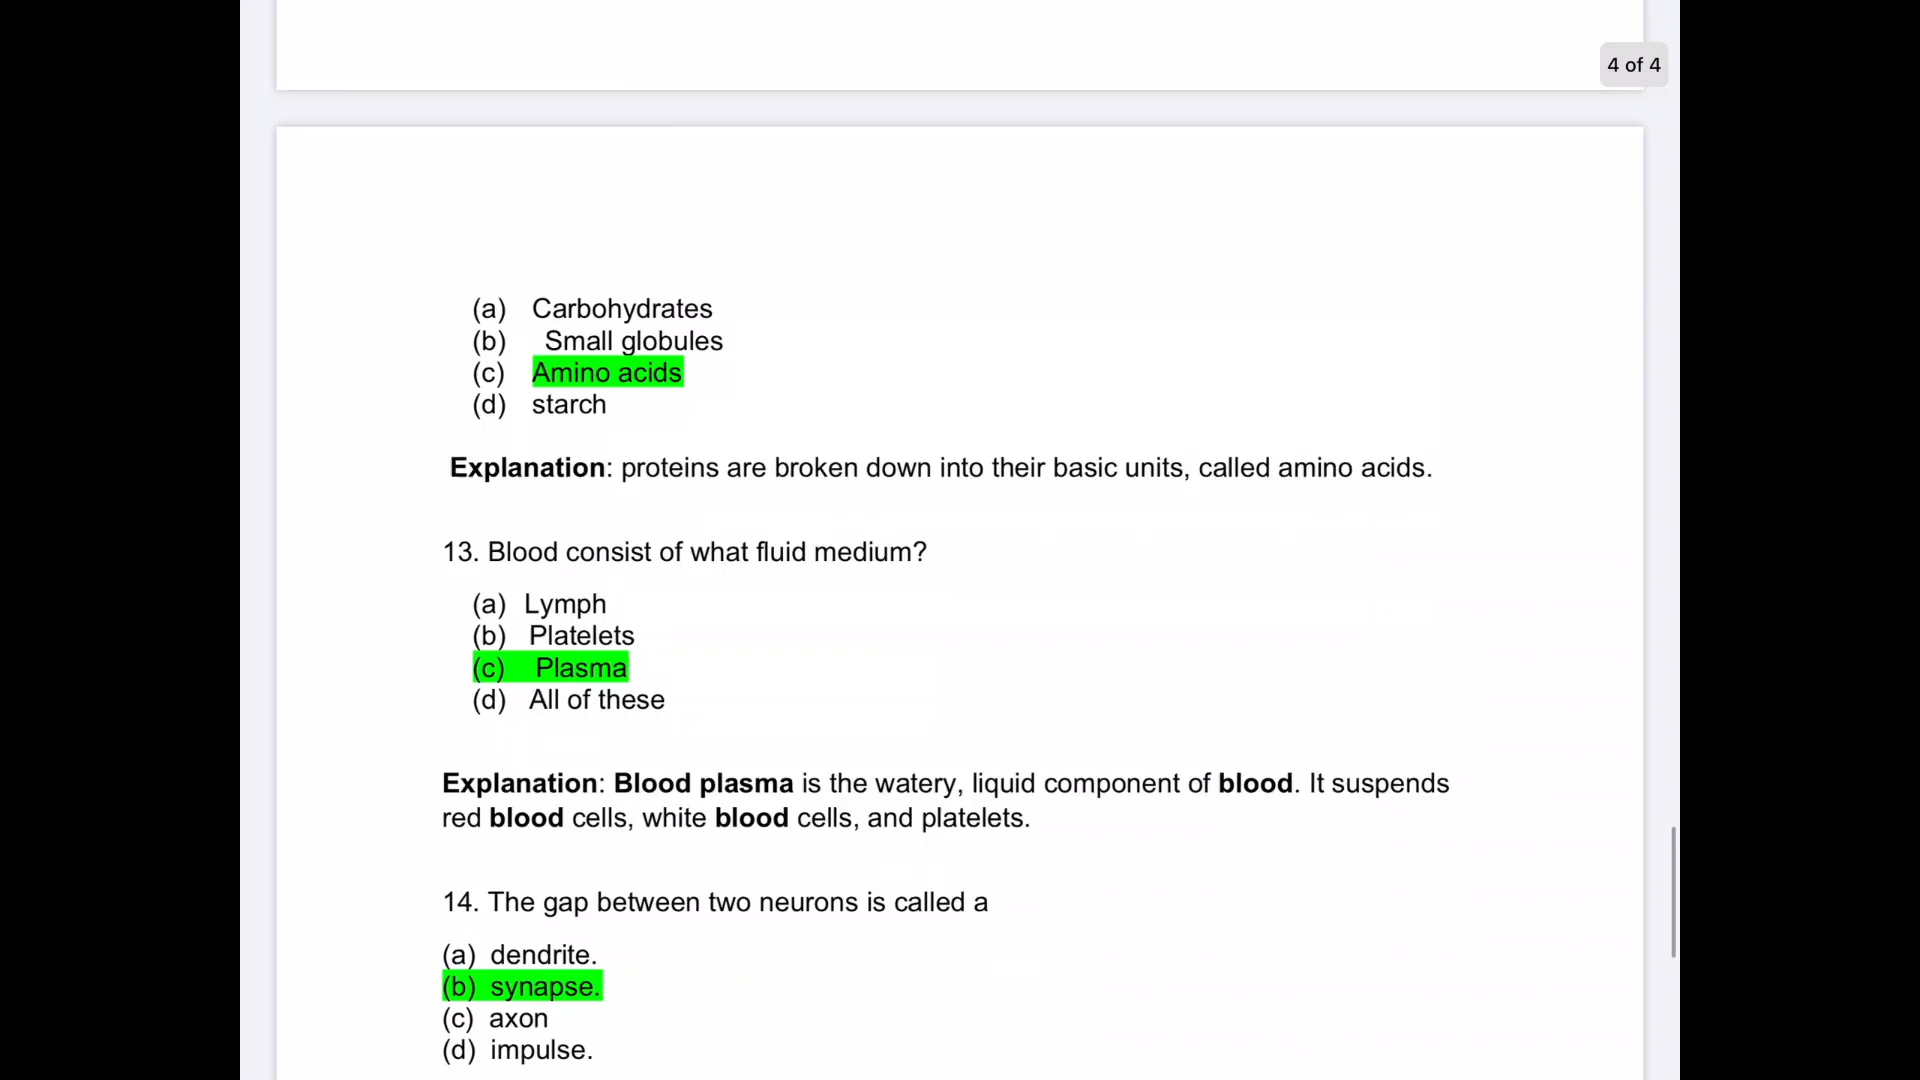 4 of 4
(a) Carbohydrates
(b) Small globules
(c) Amino acids
(d) starch
Explanation: proteins are broken down into their basic units, called amino acids.
13. Blood consist of what fluid medium?
(a) Lymph
(b) Platelets
(c) Plasma
(d) All of these
Explanation: Blood plasma is the watery, liquid component of blood. It suspends
red blood cells, white blood cells, and platelets.
14. The gap between two neurons is called a
(a) dendrite.
(b) synapse.
(c) axon
(d) impulse.